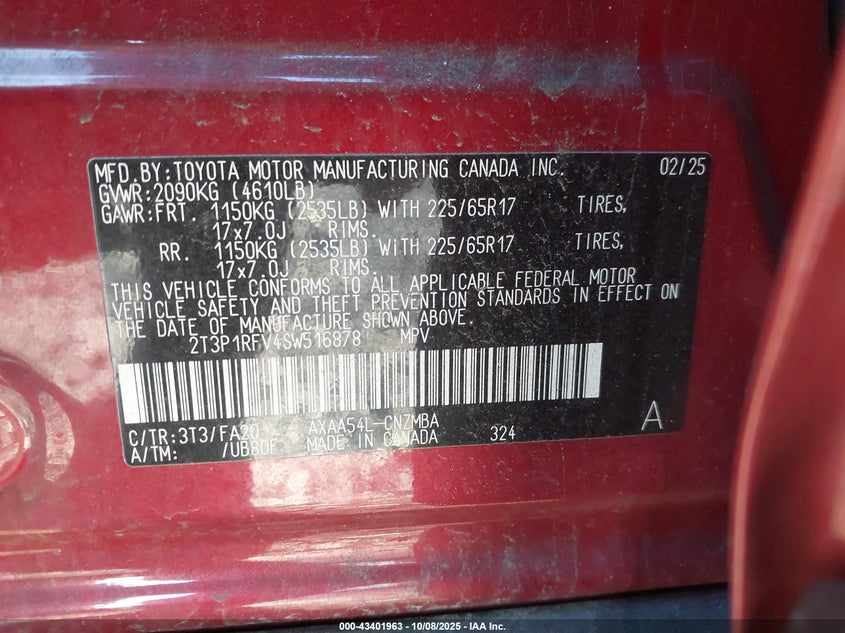 MFD.BY:TOYOTA MOTOR MANUFACTURING CANADA INC. 02/25
GVWR:2090KG (4610LB)
GAWR:FRT. 1150KG (2535LB) WITH 225/65R17 TIRES,
17x7.0J RIMS.
RR. 1150KG (2535LB) WITH 225/65R17 TIRES,
17x7.0J RIMS.
THIS VEHICLE CONFORMS TO ALL APPLICABLE FEDERAL MOTOR
VEHICLE SAFETY AND THEFT PREVENTION STANDARDS IN EFFECT ON
THE DATE OF MANUFACTURE SHOWN ABOVE.
2T3P1RFV4SW516878 MPV
C/TR:3T3/FA20 AXAA54L-CNZMBA A
A/TM: /UB80F MADE IN CANADA 324
000-43401963 - 10/08/2025 - IAA Inc.